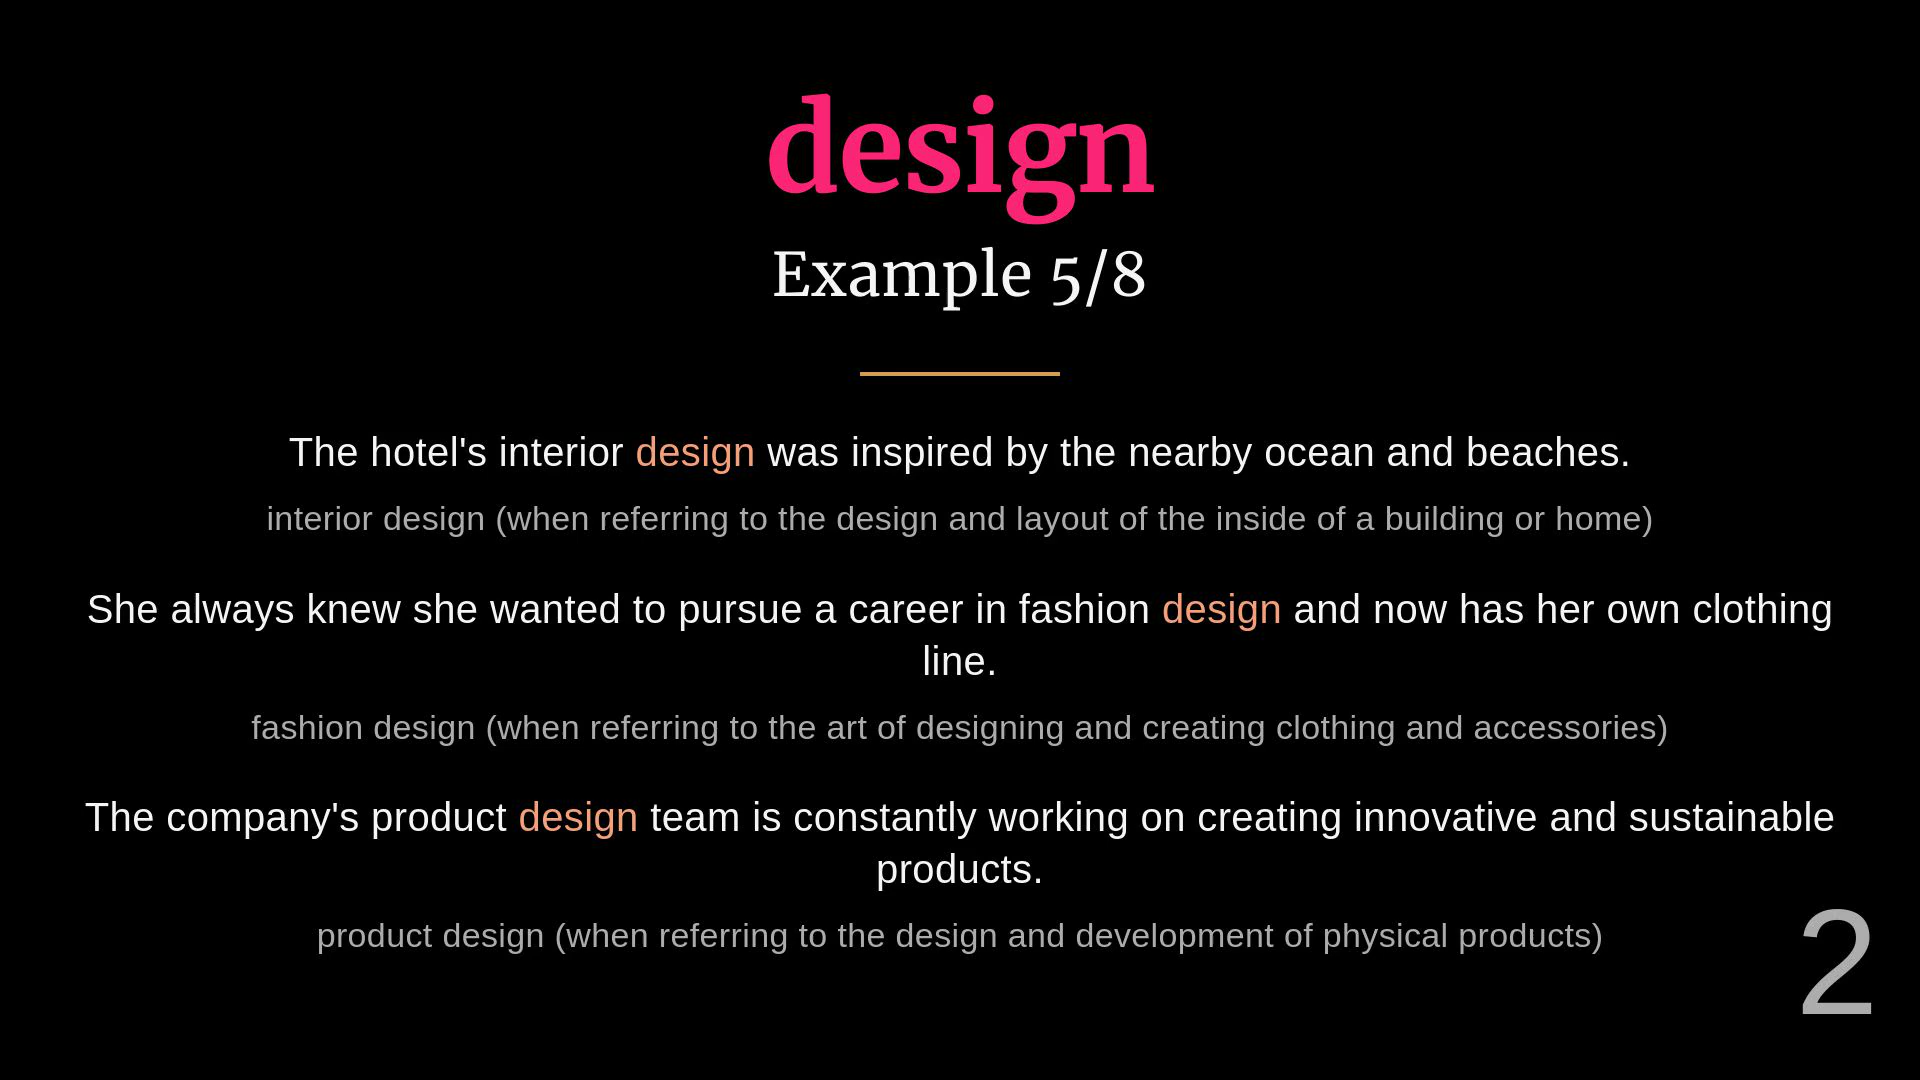 design
Example 5/8
The hotel's interior design was inspired by the nearby ocean and beaches.
interior design (when referring to the design and layout of the inside of a building or home)
She always knew she wanted to pursue a career in fashion design and now has her own clothing
line.
fashion design (when referring to the art of designing and creating clothing and accessories)
The company's product design team is constantly working on creating innovative and sustainable
products.
product design (when referring to the design and development of physical products)
2